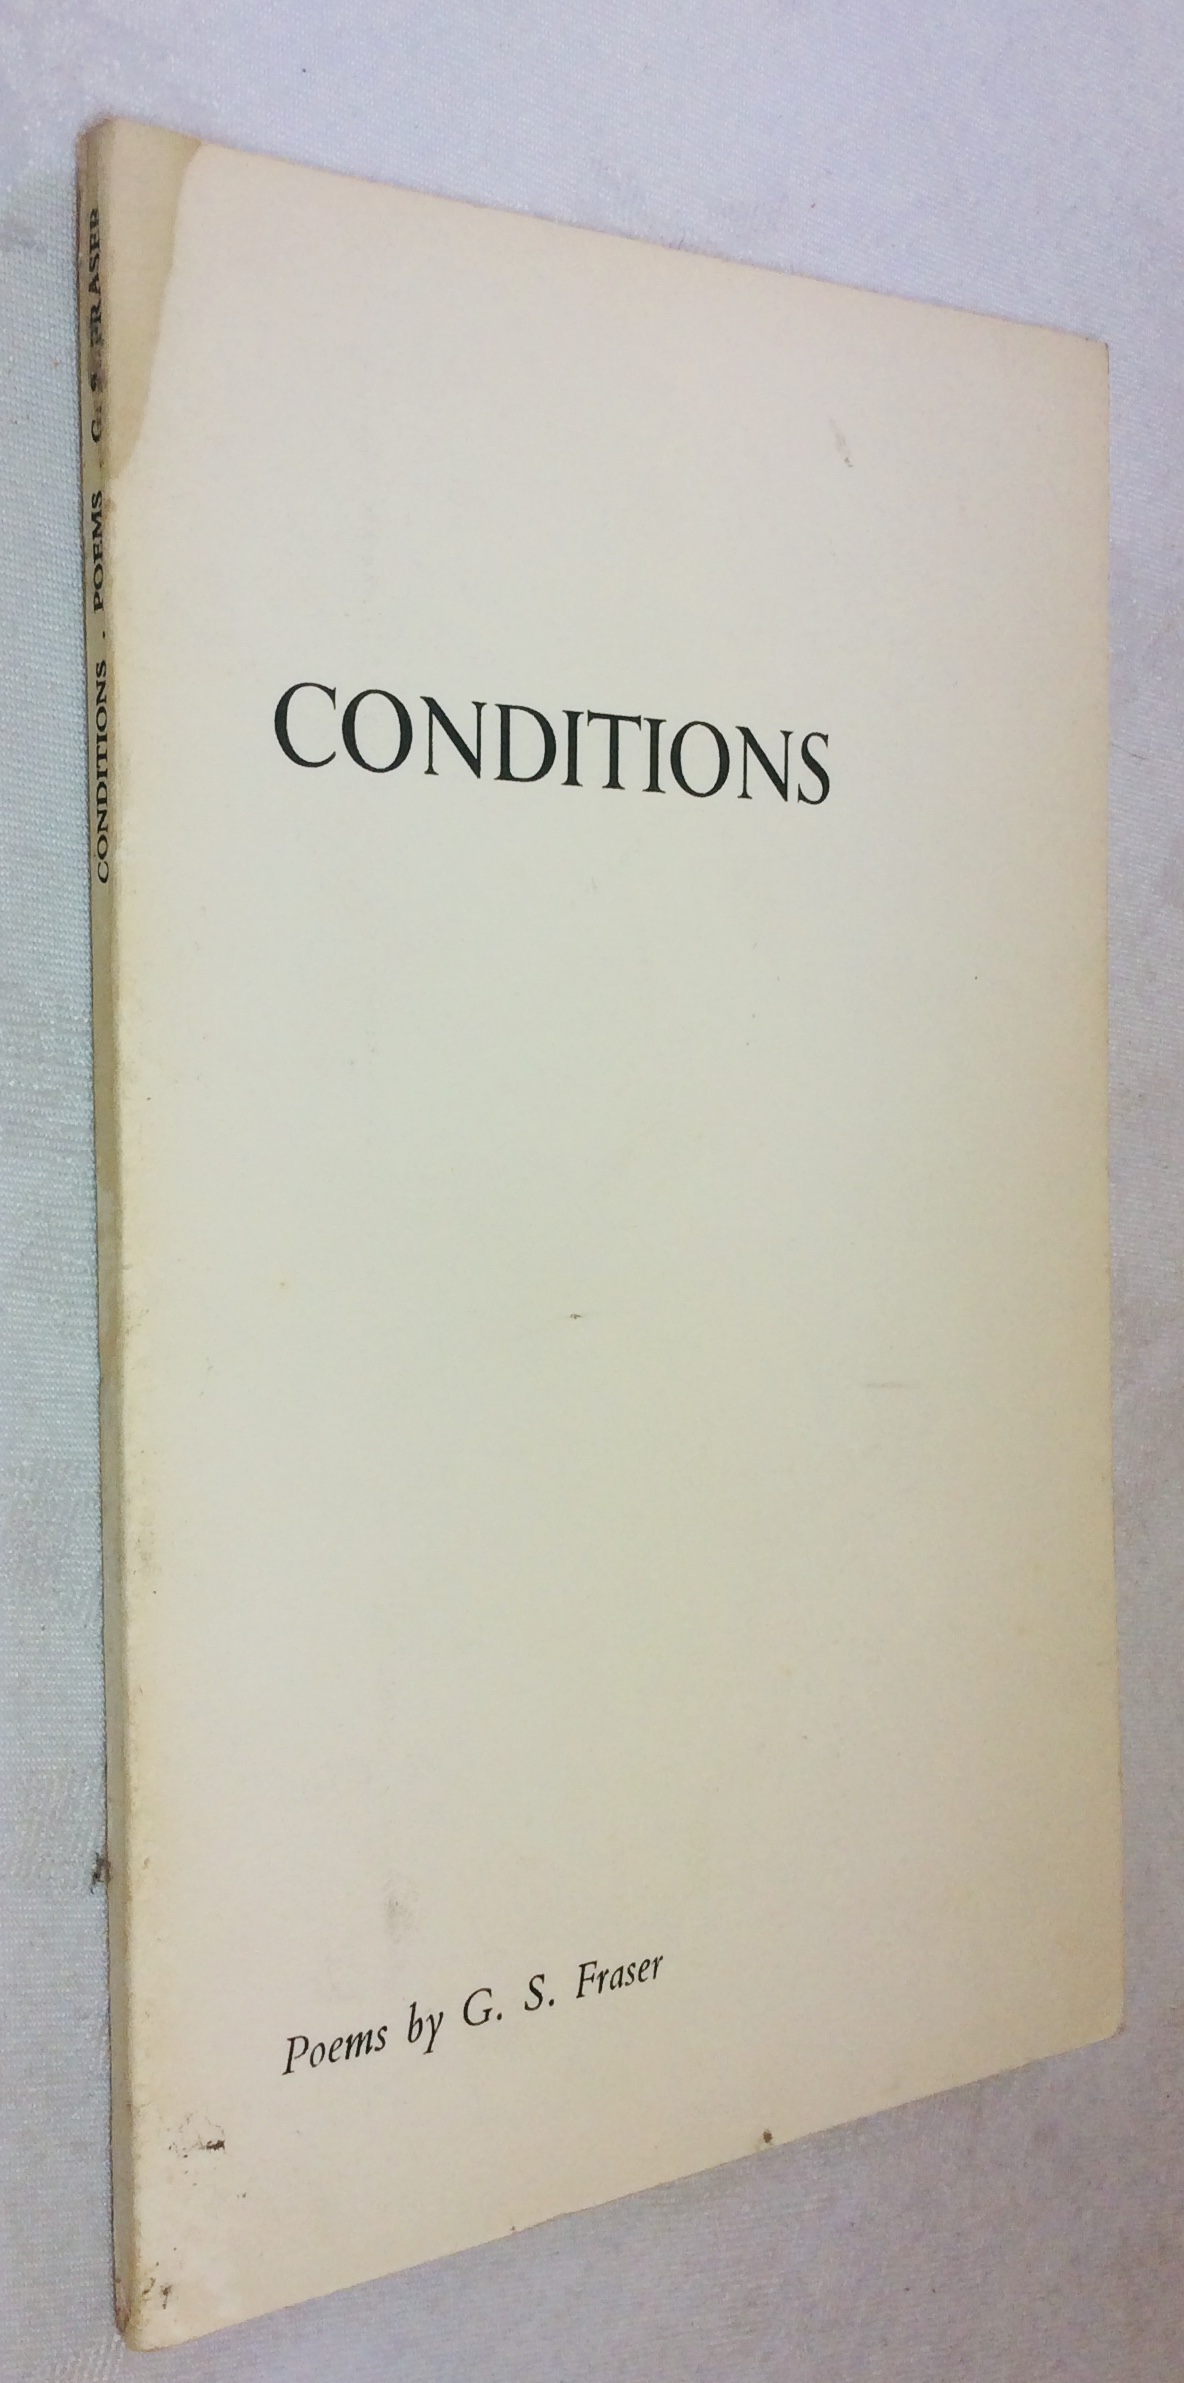 CONDITIONS . POEMS . G. S. FRASER
CONDITIONS
Poems by G. S. Fraser